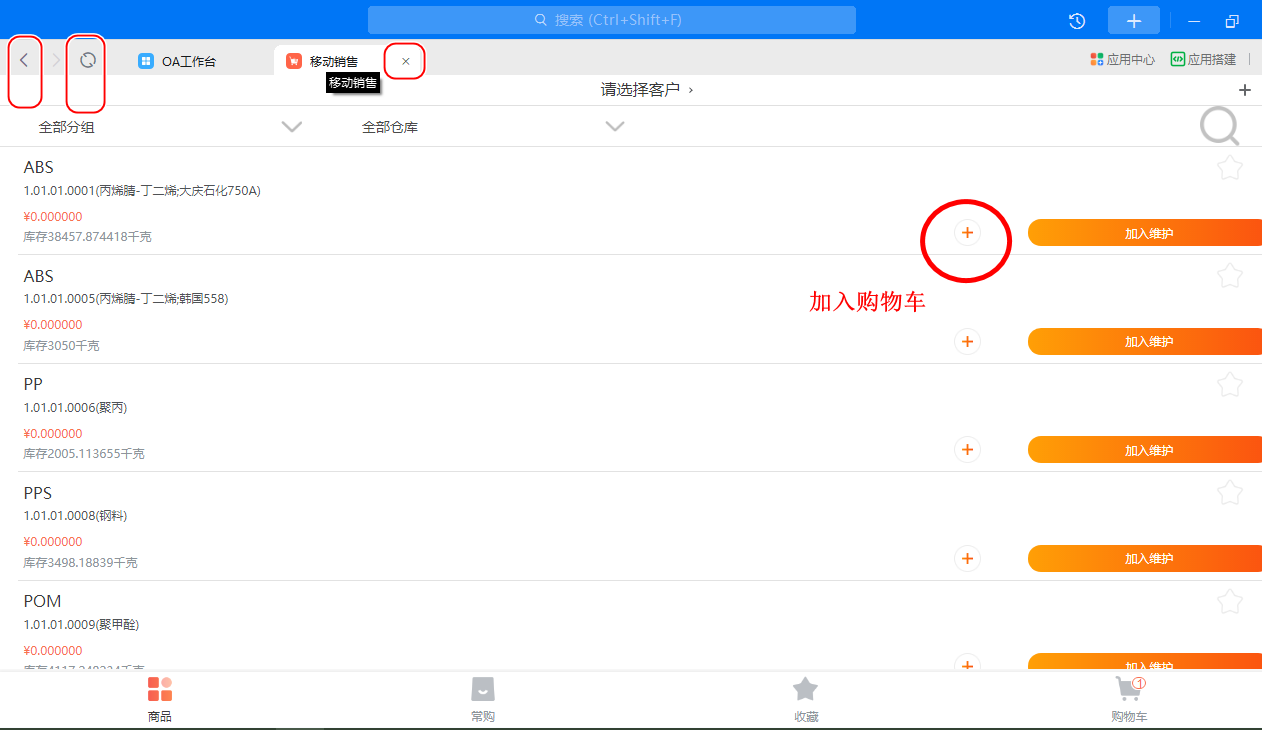 搜索 (Ctrl+Shift+F)
OA工作台
移动销售
应用中心
应用搭建
移动销售
请选择客户 ›
全部分组
全部仓库
ABS
1.01.01.0001(丙烯腈-丁二烯;大庆石化750A)
¥0.000000
库存38457.874418千克
加入维护
加入购物车
ABS
1.01.01.0005(丙烯腈-丁二烯;韩国558)
¥0.000000
库存3050千克
加入维护
PP
1.01.01.0006(聚丙)
¥0.000000
库存2005.113655千克
加入维护
PPS
1.01.01.0008(钢料)
¥0.000000
库存3498.18839千克
加入维护
POM
1.01.01.0009(聚甲醛)
¥0.000000
加入维护
商品
常购
收藏
1
购物车